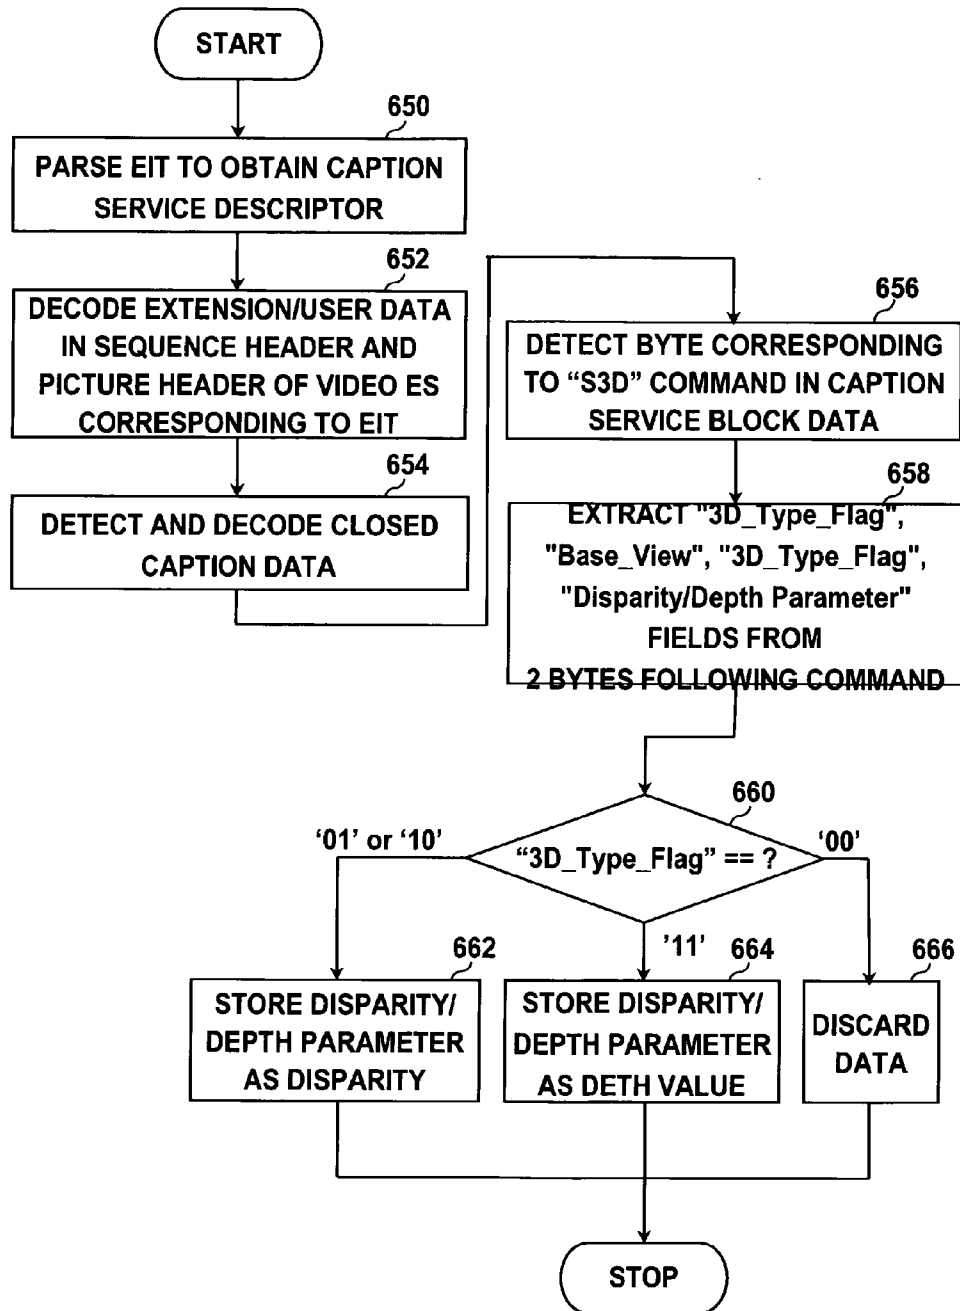 START
650
PARSE EIT TO OBTAIN CAPTION
SERVICE DESCRIPTOR
652
DECODE EXTENSION/USER DATA
IN SEQUENCE HEADER AND
PICTURE HEADER OF VIDEO ES
CORRESPONDING TO EIT
654
DETECT AND DECODE CLOSED
CAPTION DATA
656
DETECT BYTE CORRESPONDING
TO “S3D” COMMAND IN CAPTION
SERVICE BLOCK DATA
658
EXTRACT "3D_Type_Flag",
"Base_View", "3D_Type_Flag",
"Disparity/Depth Parameter"
FIELDS FROM
2 BYTES FOLLOWING COMMAND
660
“3D_Type_Flag” == ?
‘01’ or ‘10’
‘00’
’11’
662
STORE DISPARITY/
DEPTH PARAMETER
AS DISPARITY
664
STORE DISPARITY/
DEPTH PARAMETER
AS DETH VALUE
666
DISCARD
DATA
STOP